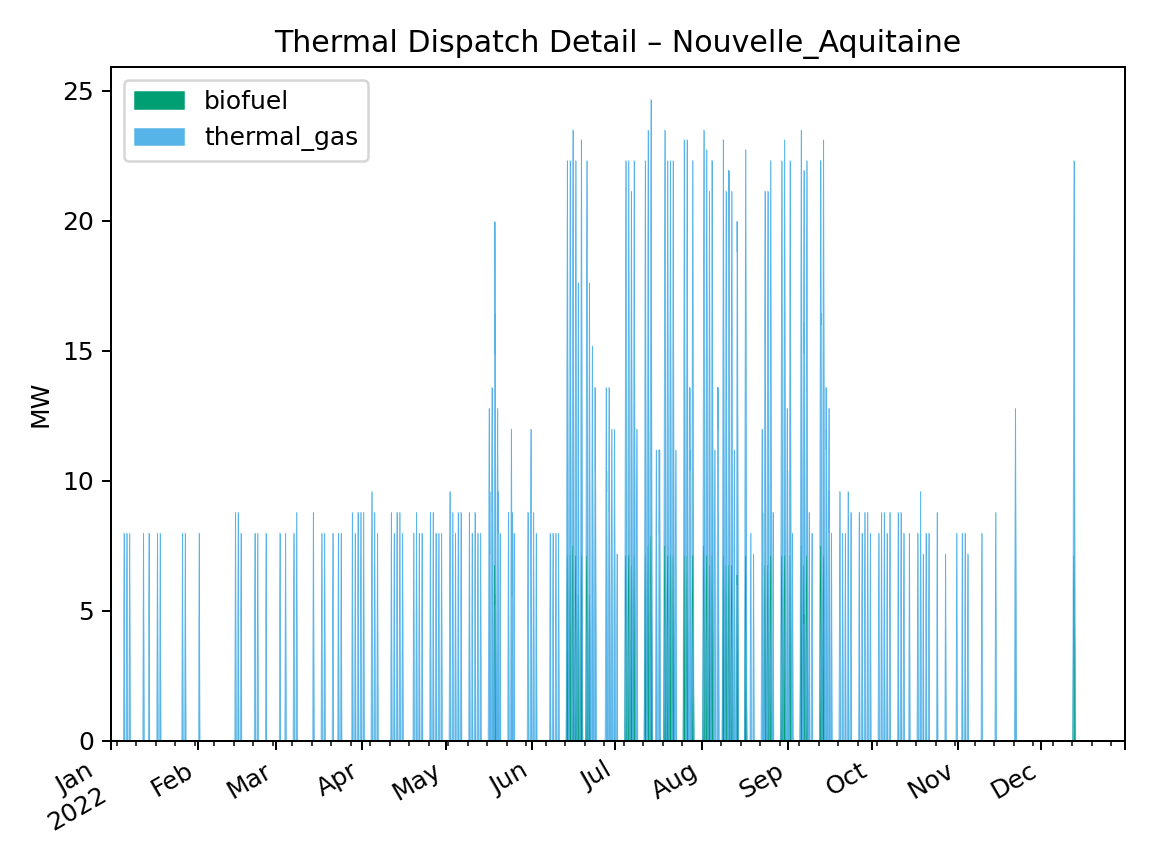 Thermal Dispatch Detail – Nouvelle_Aquitaine
biofuel
thermal_gas
MW
25
20
15
10
5
0
Jan
2022
Feb
Mar
Apr
May
Jun
Jul
Aug
Sep
Oct
Nov
Dec